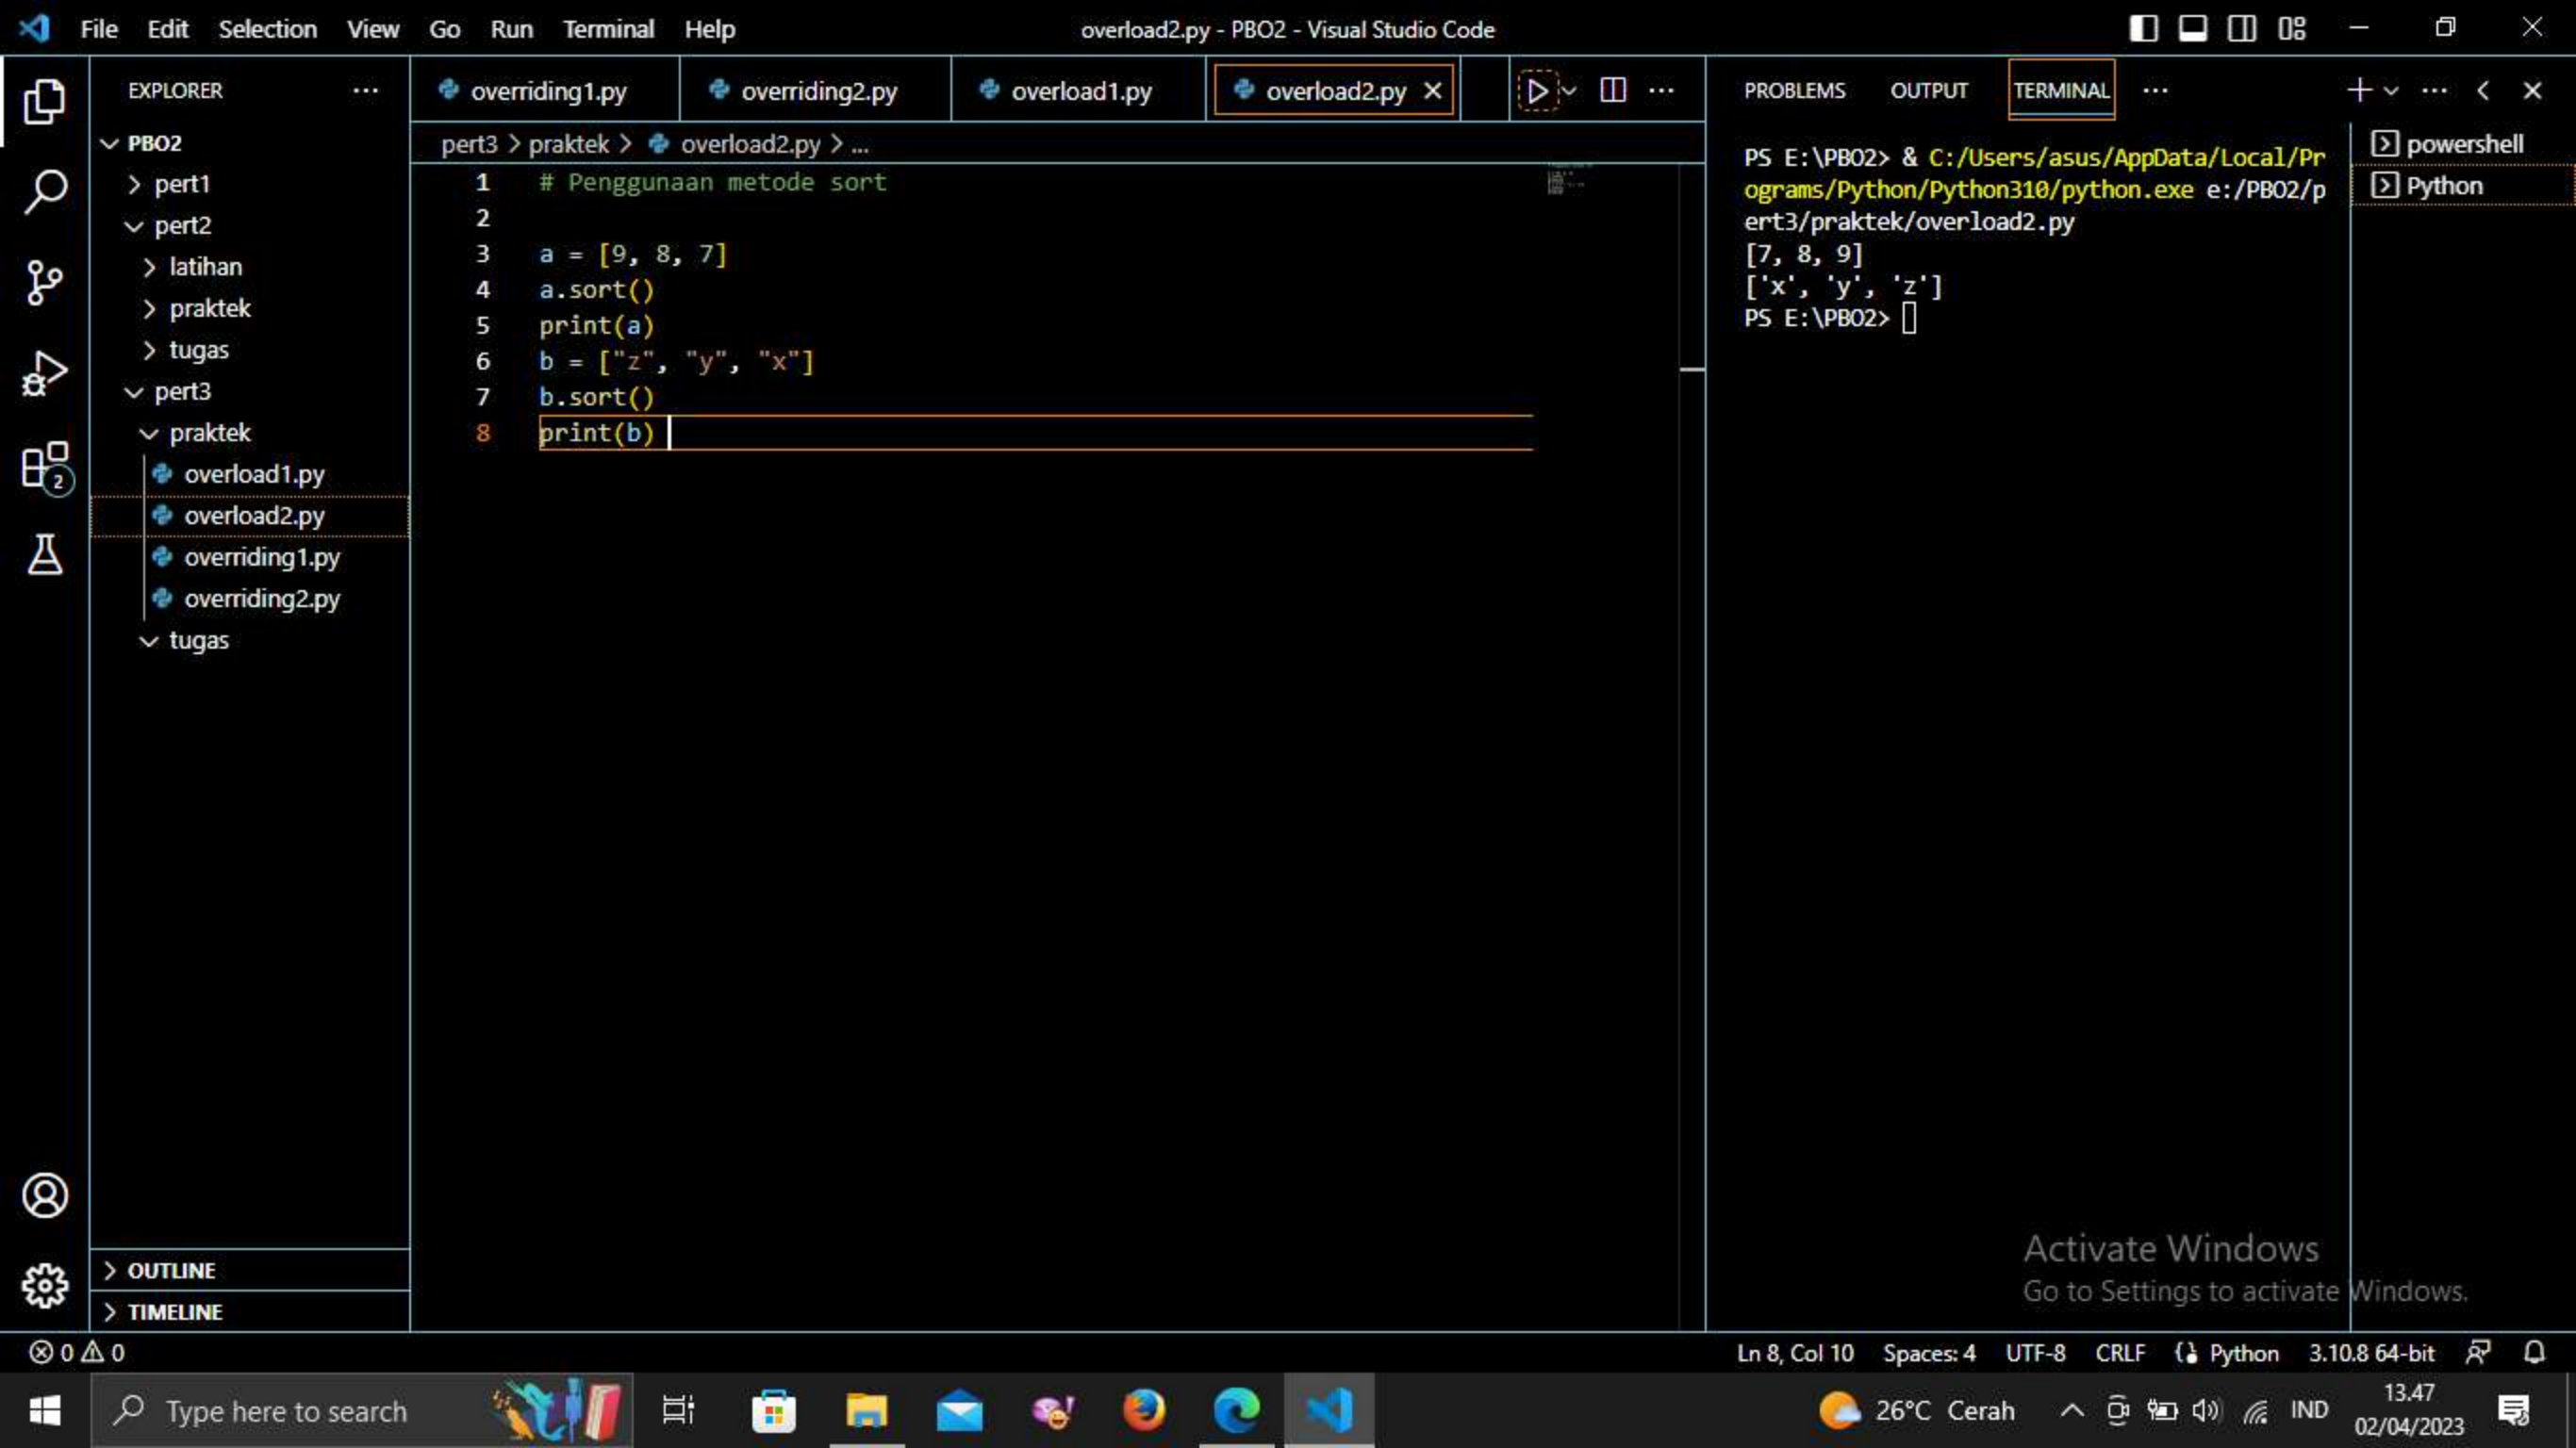 File Edit Selection View Go Run Terminal Help
overload2.py - PBO2 - Visual Studio Code
EXPLORER
PBO2
pert1
pert2
latihan
praktek
tugas
pert3
praktek
overload1.py
overload2.py
overriding1.py
overriding2.py
tugas
OUTLINE
TIMELINE
2
overriding1.py overriding2.py overload1.py overload2.py
pert3 > praktek > overload2.py > ...
1 # Penggunaan metode sort
2
3 a = [9, 8, 7]
4 a.sort()
5 print(a)
6 b = ["z", "y", "x"]
7 b.sort()
8 print(b)
PROBLEMS OUTPUT TERMINAL
PS E:\PBO2> & C:/Users/asus/AppData/Local/Pr
ograms/Python/Python310/python.exe e:/PBO2/p
ert3/praktek/overload2.py
[7, 8, 9]
['x', 'y', 'z']
PS E:\PBO2>
powershell
Python
Activate Windows
Go to Settings to activate Windows.
0 0
Ln 8, Col 10 Spaces: 4 UTF-8 CRLF Python 3.10.8 64-bit
Type here to search
26°C Cerah
IND
13.47
02/04/2023